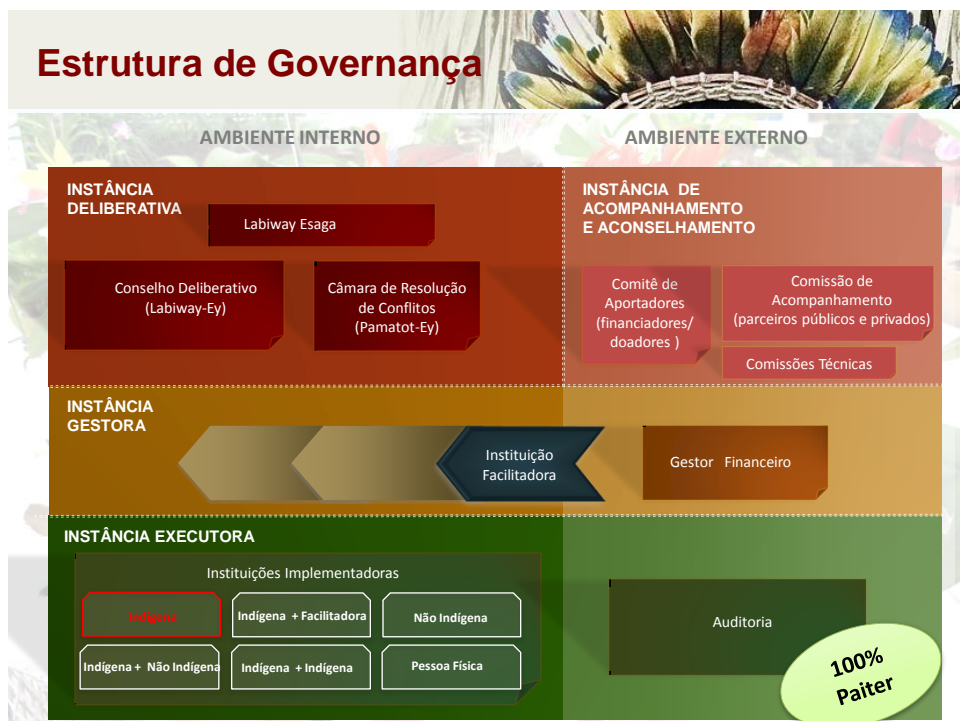 Estrutura de Governança
AMBIENTE INTERNO
AMBIENTE EXTERNO
INSTÂNCIA
DELIBERATIVA
Labiway Esaga
Conselho Deliberativo
(Labiway-Ey)
Câmara de Resolução
de Conflitos
(Pamatot-Ey)
INSTÂNCIA DE
ACOMPANHAMENTO
E ACONSELHAMENTO
Comitê de
Aportadores
(financiadores/
doadores )
Comissão de
Acompanhamento
(parceiros públicos e privados)
Comissões Técnicas
INSTÂNCIA
GESTORA
Instituição
Facilitadora
Gestor Financeiro
INSTÂNCIA EXECUTORA
Instituições Implementadoras
Indígena
Indígena + Facilitadora
Não Indígena
Indígena + Não Indígena
Indígena + Indígena
Pessoa Física
Auditoria
100%
Paiter